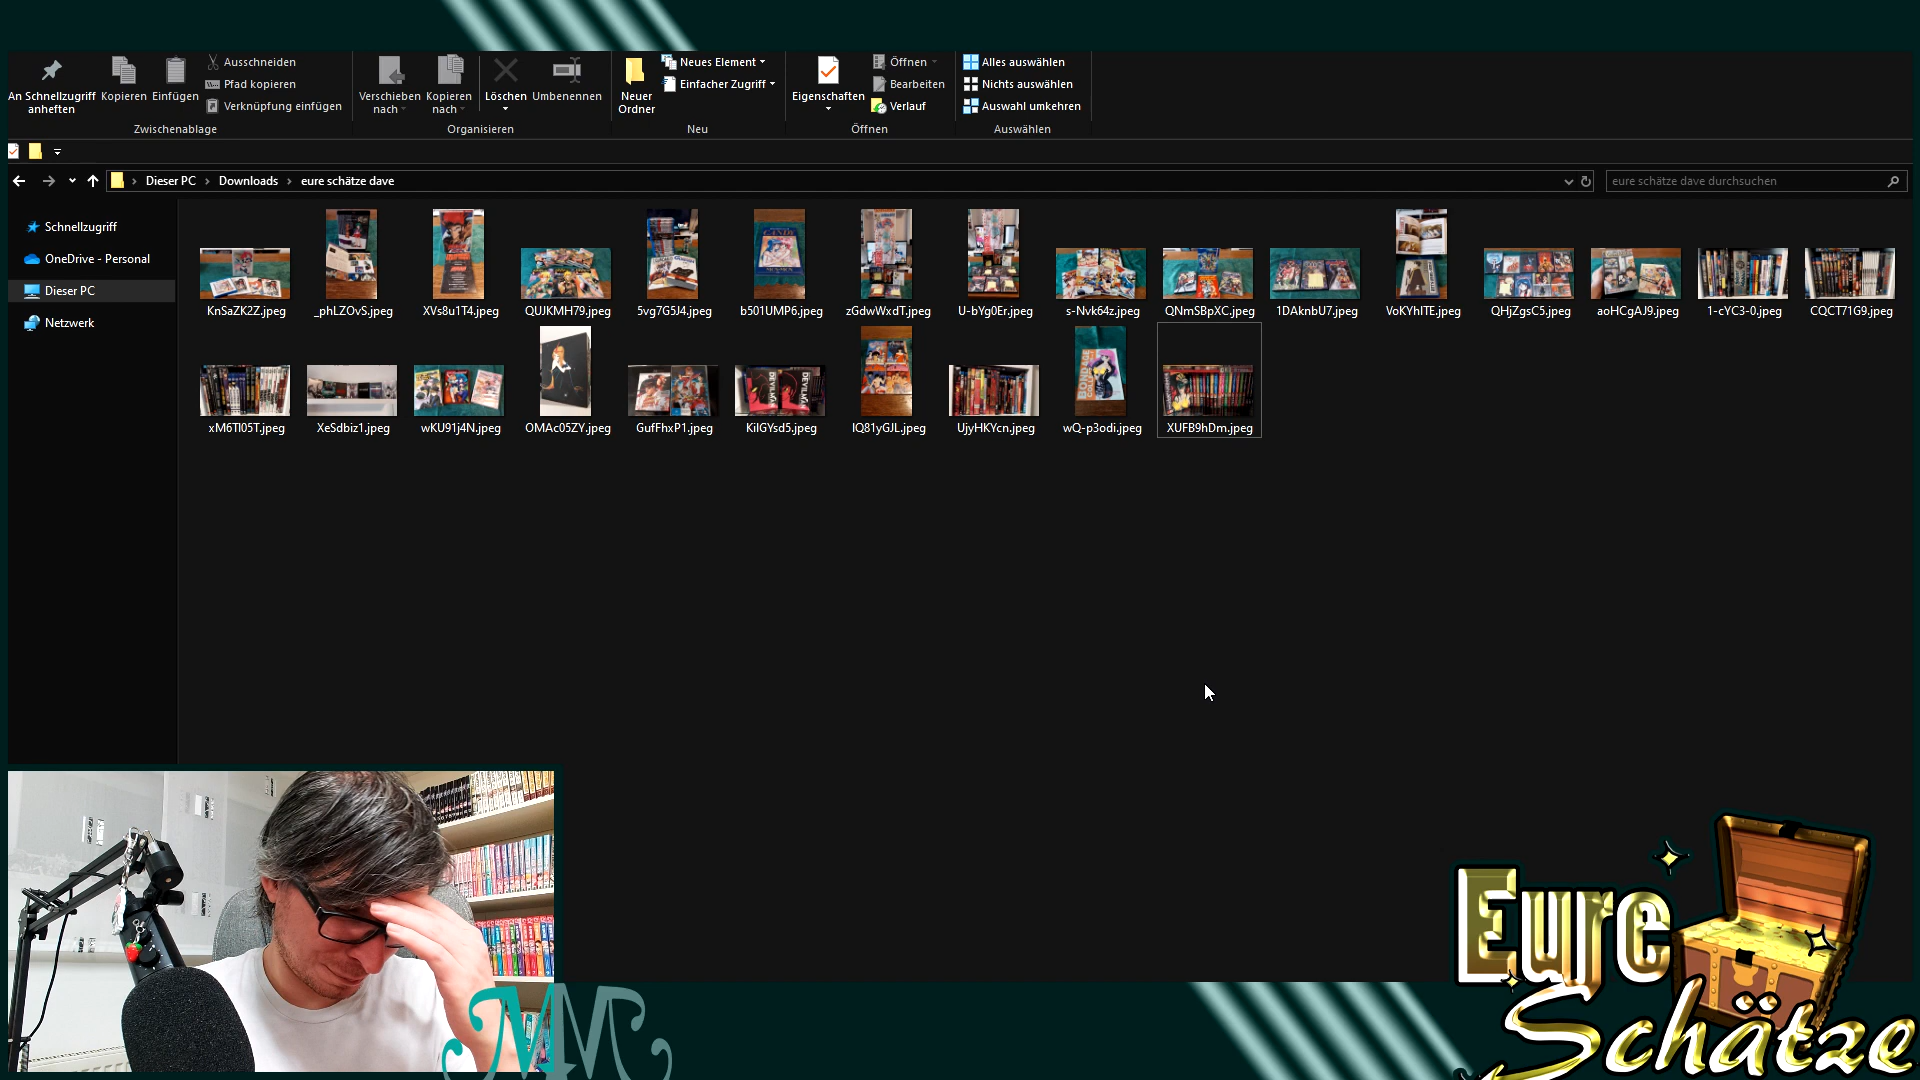 An Schnellzugriff
anheften
Kopieren
Einfügen
Ausschneiden
Pfad kopieren
Verknüpfung einfügen
Zwischenablage
Verschieben
nach
Kopieren
nach
Löschen
Umbenennen
Organisieren
Neuer
Ordner
Neues Element
Einfacher Zugriff
Neu
Eigenschaften
Öffnen
Bearbeiten
Verlauf
Öffnen
Alles auswählen
Nichts auswählen
Auswahl umkehren
Auswählen
Dieser PC > Downloads > eure schätze dave
eure schätze dave durchsuchen
Schnellzugriff
OneDrive - Personal
Dieser PC
Netzwerk
KnSaZK2Z.jpeg
_phLZOvS.jpeg
XVs8u1T4.jpeg
QUJKMH79.jpeg
5vg7G5J4.jpeg
b501UMP6.jpeg
zGdwWxdT.jpeg
U-bYg0Er.jpeg
s-Nvk64z.jpeg
QNmSBpXC.jpeg
1DAknbU7.jpeg
VoKYhITE.jpeg
QHjZgsC5.jpeg
aoHCgAJ9.jpeg
1-cYC3-0.jpeg
CQCT71G9.jpeg
xM6Tl05T.jpeg
XeSdbiz1.jpeg
wKU91j4N.jpeg
OMAc05ZY.jpeg
GufFhxP1.jpeg
KilGYsd5.jpeg
IQ81yGJL.jpeg
UjyHKYcn.jpeg
wQ-p3odi.jpeg
XUFB9hDm.jpeg
DEVILMAN
Eure
Schätze